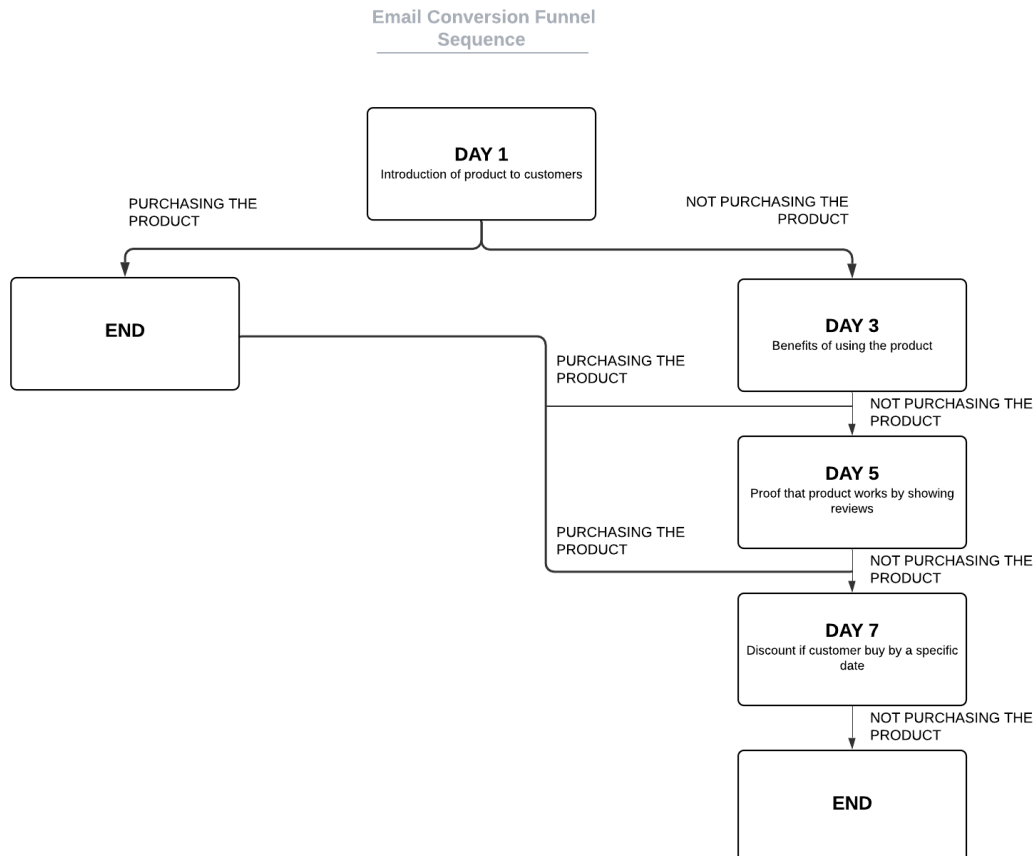 Email Conversion Funnel
Sequence
DAY 1
Introduction of product to customers
PURCHASING THE
PRODUCT
NOT PURCHASING THE
PRODUCT
END
DAY 3
Benefits of using the product
PURCHASING THE
PRODUCT
NOT PURCHASING THE
PRODUCT
DAY 5
Proof that product works by showing
reviews
PURCHASING THE
PRODUCT
NOT PURCHASING THE
PRODUCT
DAY 7
Discount if customer buy by a specific
date
NOT PURCHASING THE
PRODUCT
END